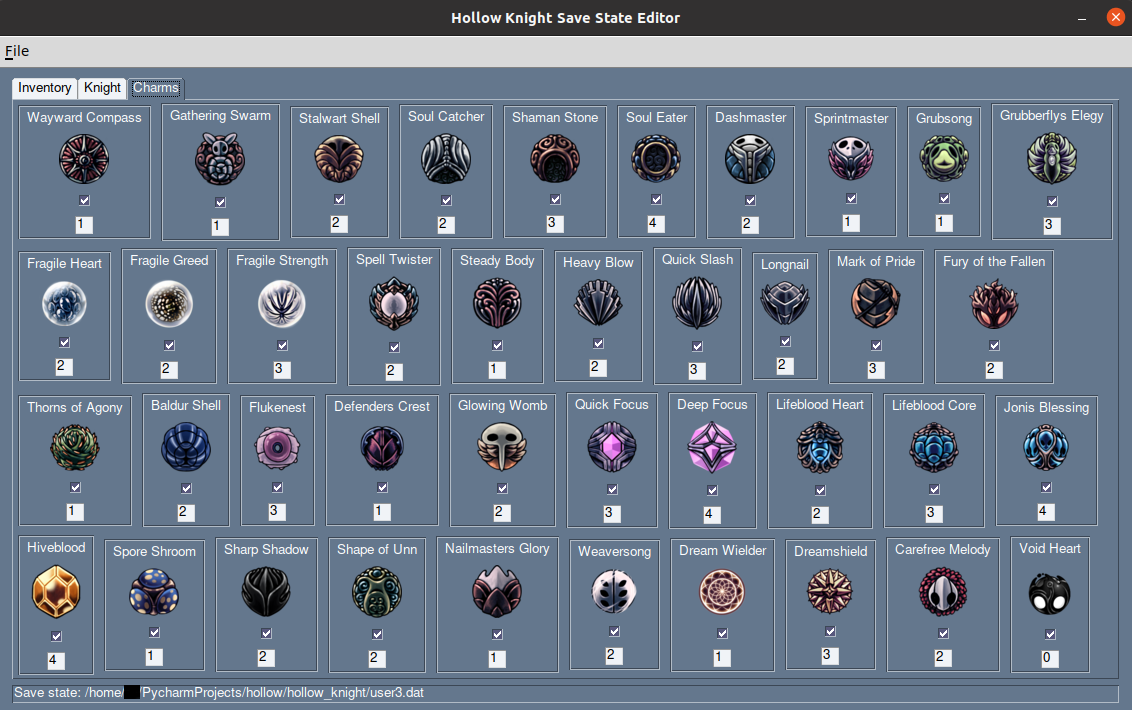 Hollow Knight Save State Editor
File
Inventory Knight Charms
Wayward Compass Gathering Swarm Stalwart Shell Soul Catcher Shaman Stone Soul Eater Dashmaster Sprintmaster Grubsong Grubberflys Elegy
1 1 2 2 3 4 2 1 1 3
Fragile Heart Fragile Greed Fragile Strength Spell Twister Steady Body Heavy Blow Quick Slash Longnail Mark of Pride Fury of the Fallen
2 2 3 2 1 2 3 2 3 2
Thorns of Agony Baldur Shell Flukenest Defenders Crest Glowing Womb Quick Focus Deep Focus Lifeblood Heart Lifeblood Core Jonis Blessing
1 2 3 1 2 3 4 2 3 4
Hiveblood Spore Shroom Sharp Shadow Shape of Unn Nailmasters Glory Weaversong Dream Wielder Dreamshield Carefree Melody Void Heart
4 1 2 2 1 2 1 3 2 0
Save state: /home/ /PycharmProjects/hollow/hollow_knight/user3.dat